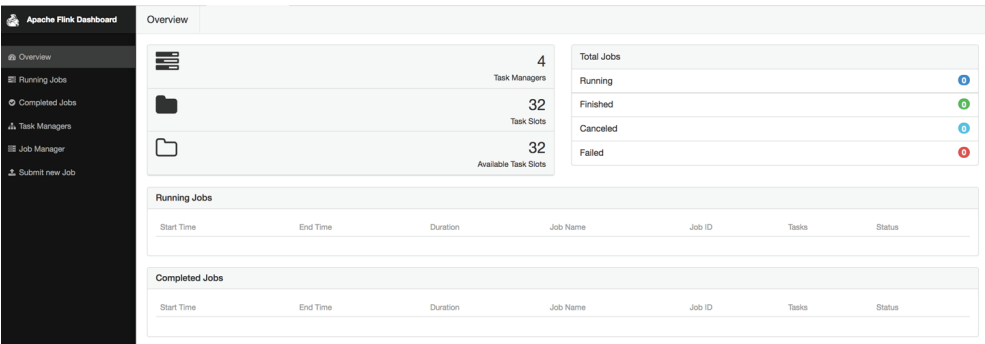 Apache Flink Dashboard
Overview
Overview
Running Jobs
Completed Jobs
Task Managers
Job Manager
Submit new Job
4
Task Managers
32
Task Slots
32
Available Task Slots
Total Jobs
Running 0
Finished 0
Canceled 0
Failed 0
Running Jobs
Start Time End Time Duration Job Name Job ID Tasks Status
Completed Jobs
Start Time End Time Duration Job Name Job ID Tasks Status